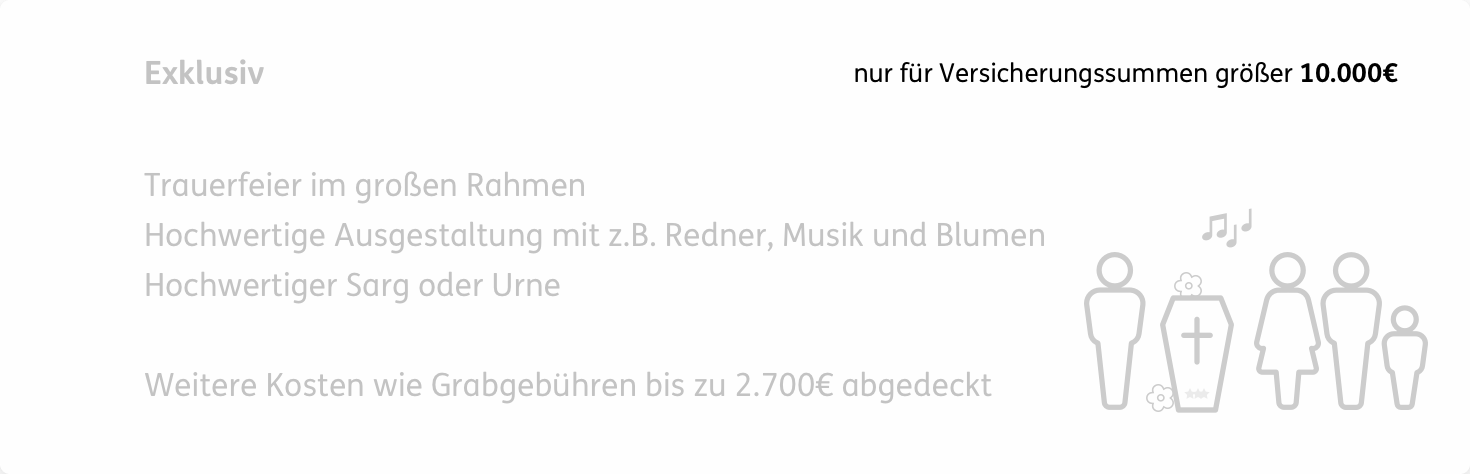 Exklusiv
nur für Versicherungssummen größer 10.000€
Trauerfeier im großen Rahmen
Hochwertige Ausgestaltung mit z.B. Redner, Musik und Blumen
Hochwertiger Sarg oder Urne
Weitere Kosten wie Grabgebühren bis zu 2.700€ abgedeckt